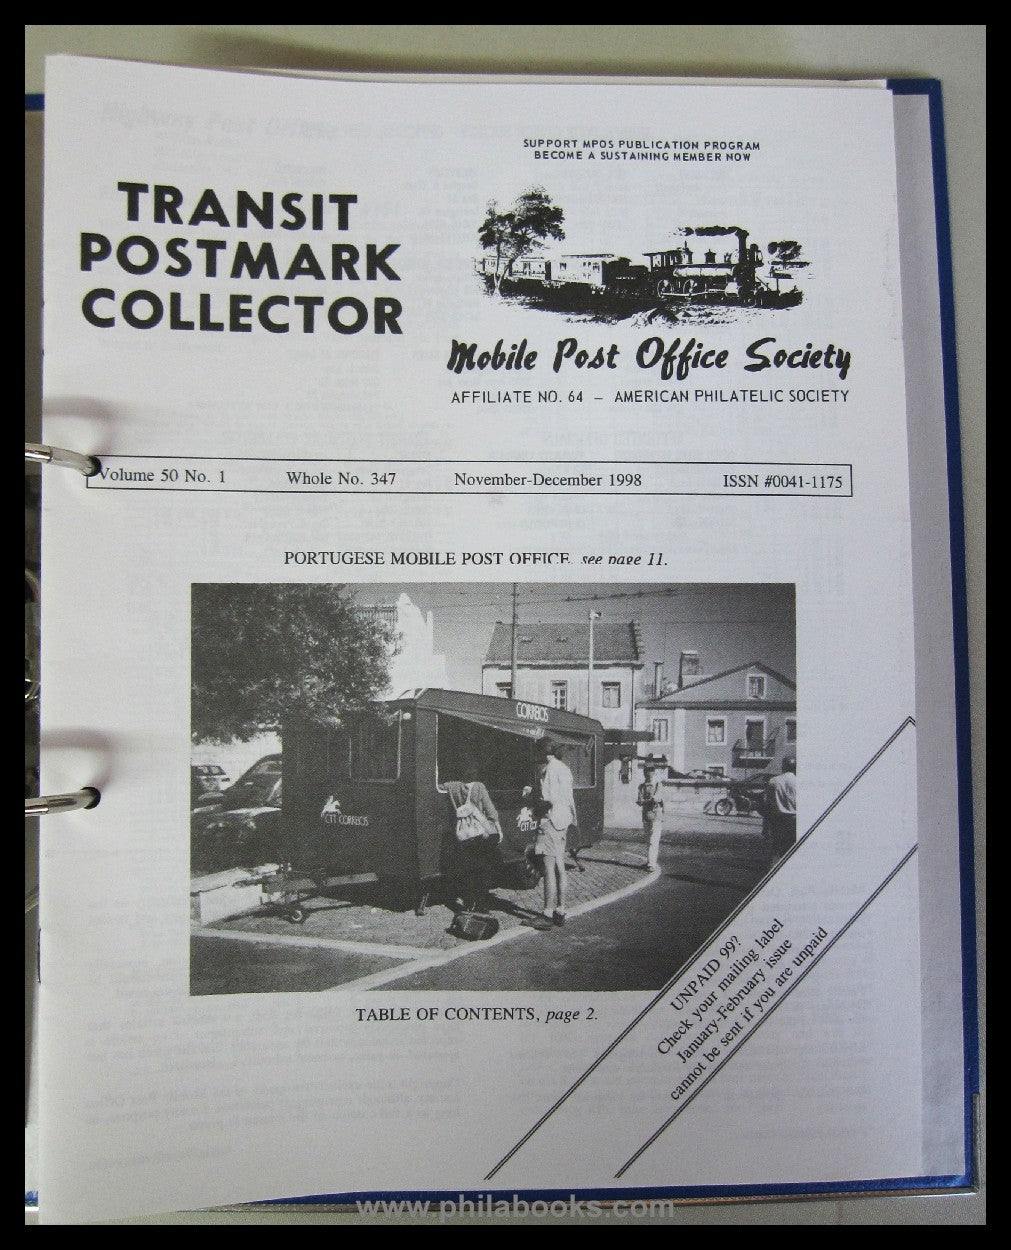 SUPPORT MPOS PUBLICATION PROGRAM
BECOME A SUSTAINING MEMBER NOW
TRANSIT
POSTMARK
COLLECTOR
Mobile Post Office Society
AFFILIATE NO. 64 – AMERICAN PHILATELIC SOCIETY
Volume 50 No. 1 Whole No. 347 November-December 1998 ISSN #0041-1175
PORTUGESE MOBILE POST OFFICE, see page 11.
CORREIOS
CTT CORREIOS
CTT CO
TABLE OF CONTENTS, page 2.
UNPAID 99?
Check your mailing label
January-February issue
cannot be sent if you are unpaid
www.philabooks.com